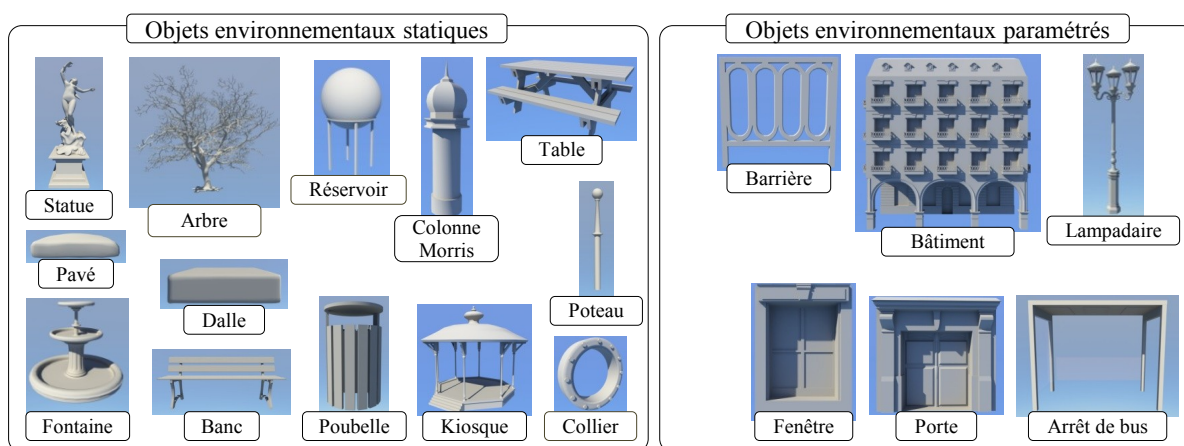 Objets environnementaux statiques
Statue
Arbre
Réservoir
Colonne
Morris
Table
Pavé
Dalle
Poteau
Fontaine
Banc
Poubelle
Kiosque
Collier
Objets environnementaux paramétrés
Barrière
Bâtiment
Lampadaire
Fenêtre
Porte
Arrêt de bus